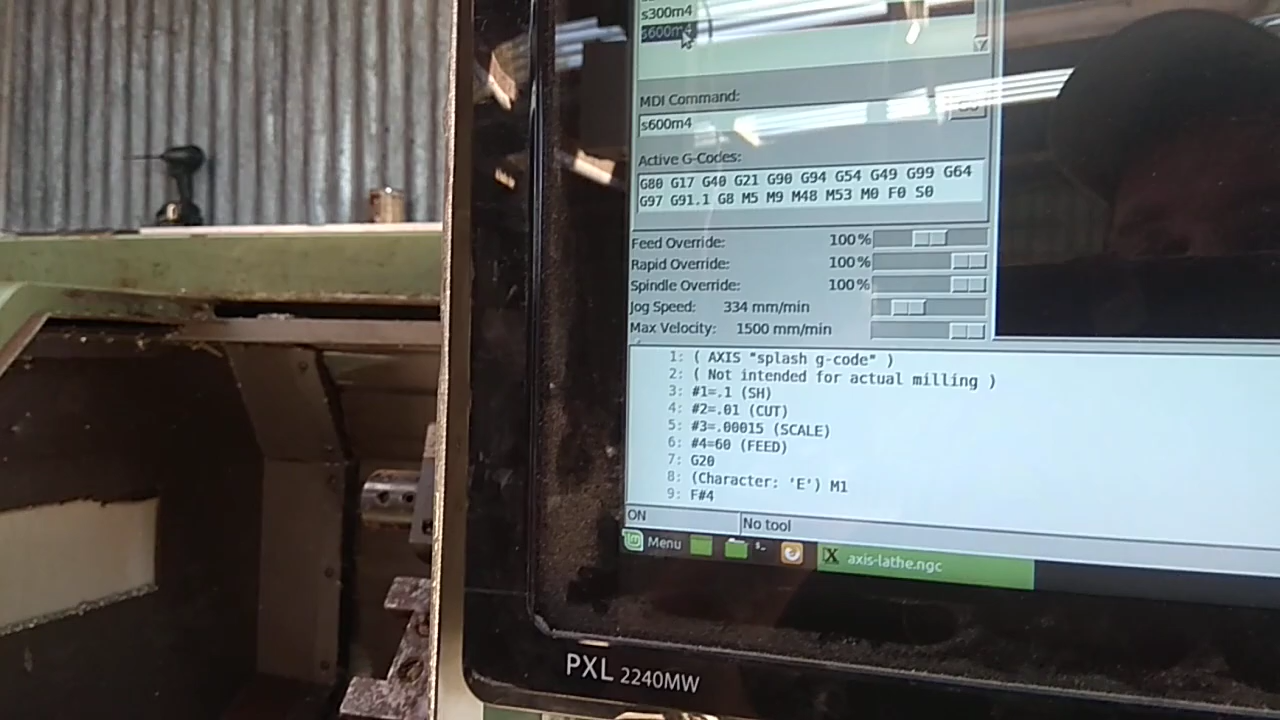 s300m4
s600m4
MDI Command:
s600m4
Active G-Codes:
G80 G17 G40 G21 G90 G94 G54 G49 G99 G64
G97 G91.1 G8 M5 M9 M48 M53 M0 F0 S0
Feed Override: 100%
Rapid Override: 100%
Spindle Override: 100%
Jog Speed: 334 mm/min
Max Velocity: 1500 mm/min
1: ( AXIS "splash g-code" )
2: ( Not intended for actual milling )
3: #1=.1 (SH)
4: #2=.01 (CUT)
5: #3=.00015 (SCALE)
6: #4=60 (FEED)
7: G20
8: (Character: 'E') M1
9: F#4
ON No tool
Menu axis-lathe.ngc
PXL 2240MW